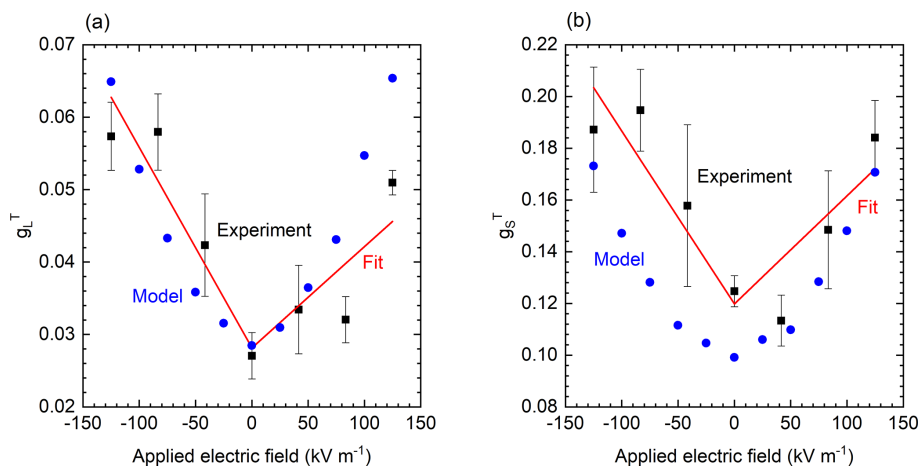 (a)
0.07
0.06
0.05
0.04
0.03
0.02
g_L^T
Experiment
Model
Fit
-150 -100 -50 0 50 100 150
Applied electric field (kV m⁻¹)
(b)
0.22
0.20
0.18
0.16
0.14
0.12
0.10
0.08
g_S^T
Experiment
Fit
Model
-150 -100 -50 0 50 100 150
Applied electric field (kV m⁻¹)